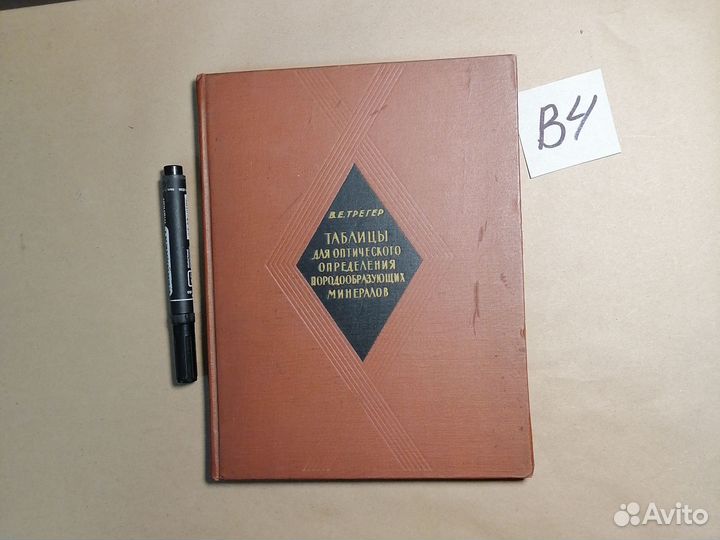 В.Е.ТРЕГЕР
ТАБЛИЦЫ
ДЛЯ ОПТИЧЕСКОГО
ОПРЕДЕЛЕНИЯ
ПОРОДООБРАЗУЮЩИХ
МИНЕРАЛОВ
В4
Avito